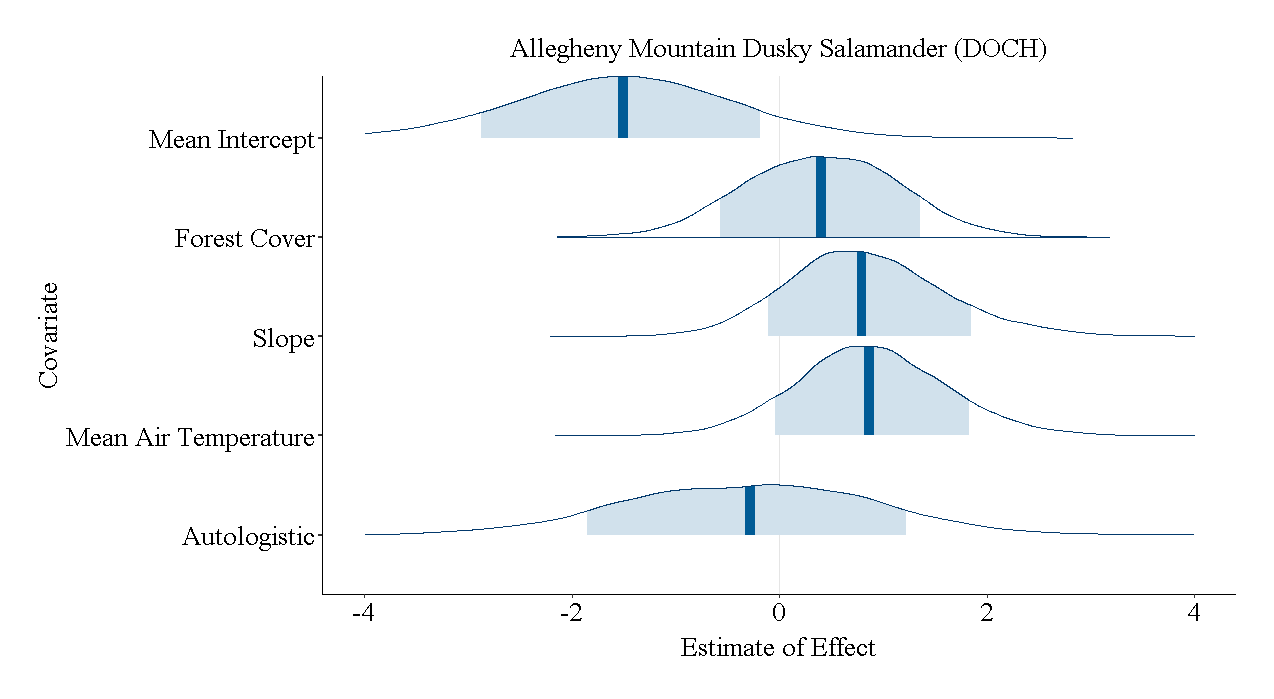 Allegheny Mountain Dusky Salamander (DOCH)
Mean Intercept
Forest Cover
Slope
Mean Air Temperature
Autologistic
Covariate
-4 -2 0 2 4
Estimate of Effect